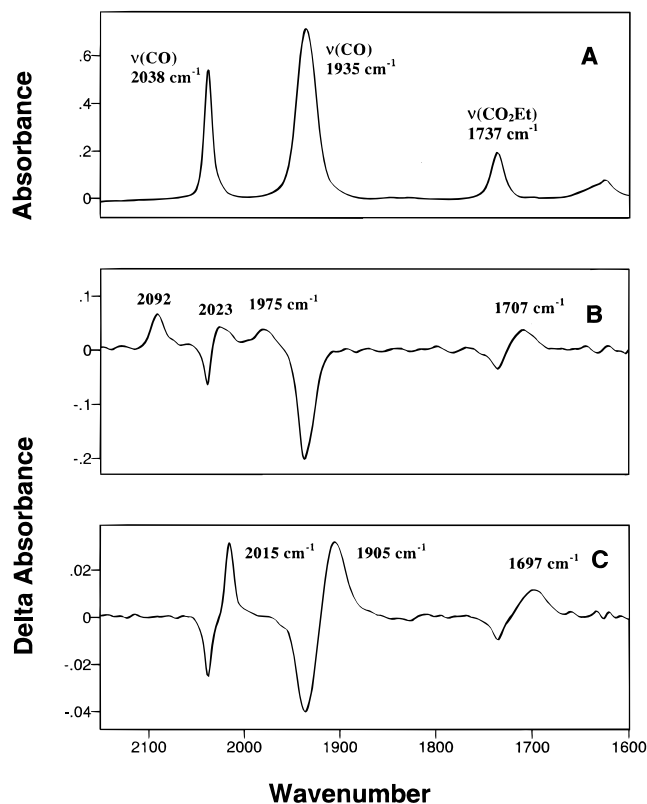 Absorbance
A
ν(CO)
2038 cm⁻¹
ν(CO)
1935 cm⁻¹
ν(CO₂Et)
1737 cm⁻¹
.6
.4
.2
0
B
2092
2023
1975 cm⁻¹
1707 cm⁻¹
.1
0
-.1
-.2
Delta Absorbance
C
2015 cm⁻¹
1905 cm⁻¹
1697 cm⁻¹
.02
0
-.02
-.04
2100 2000 1900 1800 1700 1600
Wavenumber